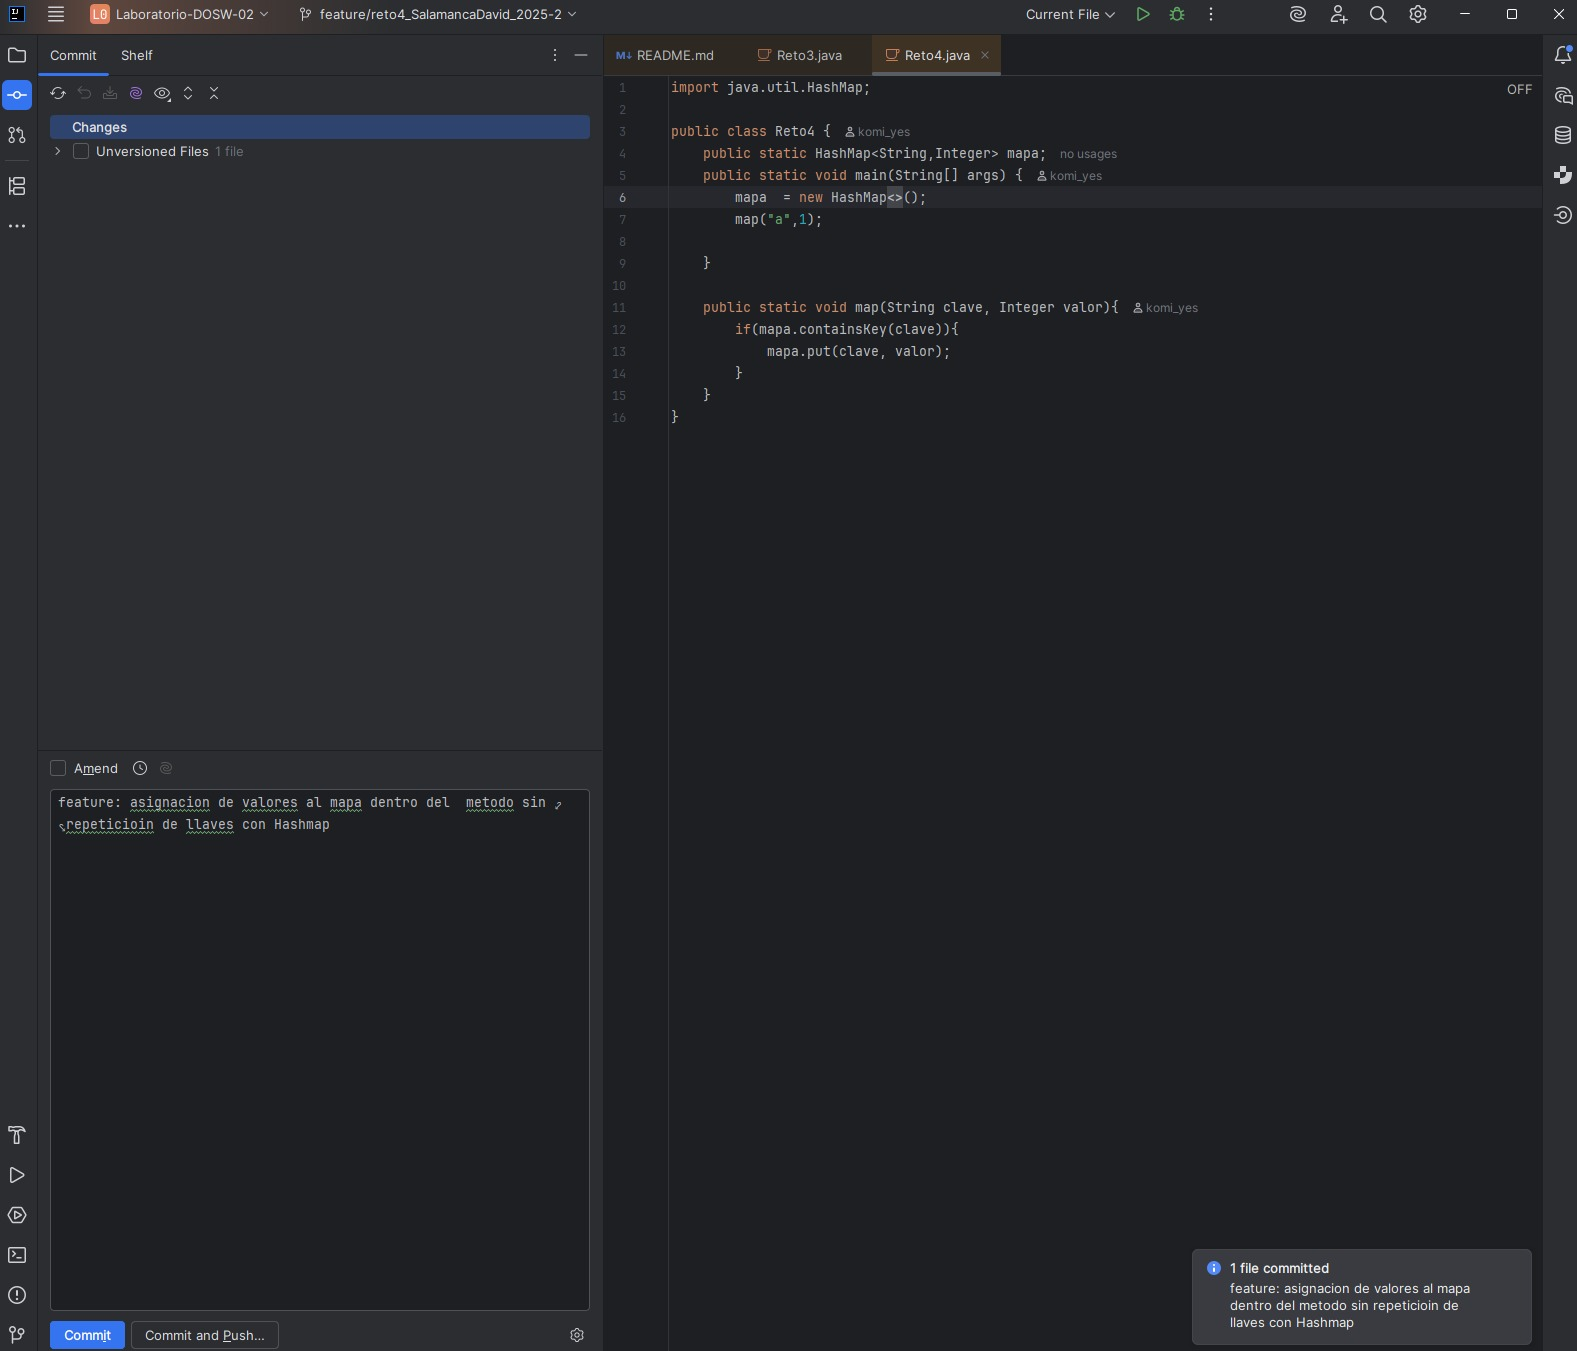 L0 Laboratorio-DOSW-02 feature/reto4_SalamancaDavid_2025-2 Current File
Commit Shelf
Changes
Unversioned Files 1 file
Amend
feature: asignacion de valores al mapa dentro del  metodo sin
repeticioin de llaves con Hashmap
Commit Commit and Push...
M↓ README.md Reto3.java Reto4.java
OFF
1 import java.util.HashMap;
2
3 public class Reto4 { komi_yes
4     public static HashMap<String,Integer> mapa; no usages
5     public static void main(String[] args) { komi_yes
6         mapa  = new HashMap<>();
7         map("a",1);
8
9     }
10
11     public static void map(String clave, Integer valor){ komi_yes
12         if(mapa.containsKey(clave)){
13             mapa.put(clave, valor);
14         }
15     }
16 }
1 file committed
feature: asignacion de valores al mapa
dentro del metodo sin repeticioin de
llaves con Hashmap